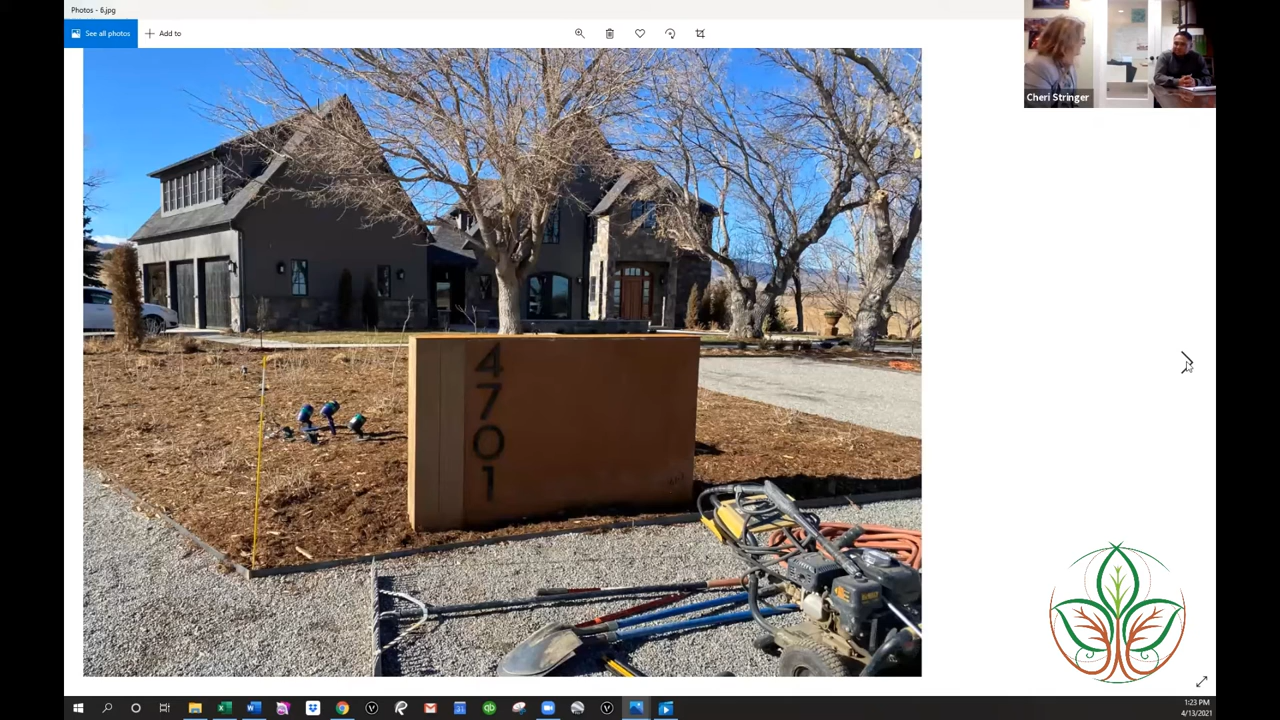 Photos - 6.jpg
See all photos
Add to
Cheri Stringer
4
7
0
1
1:23 PM
4/13/2021